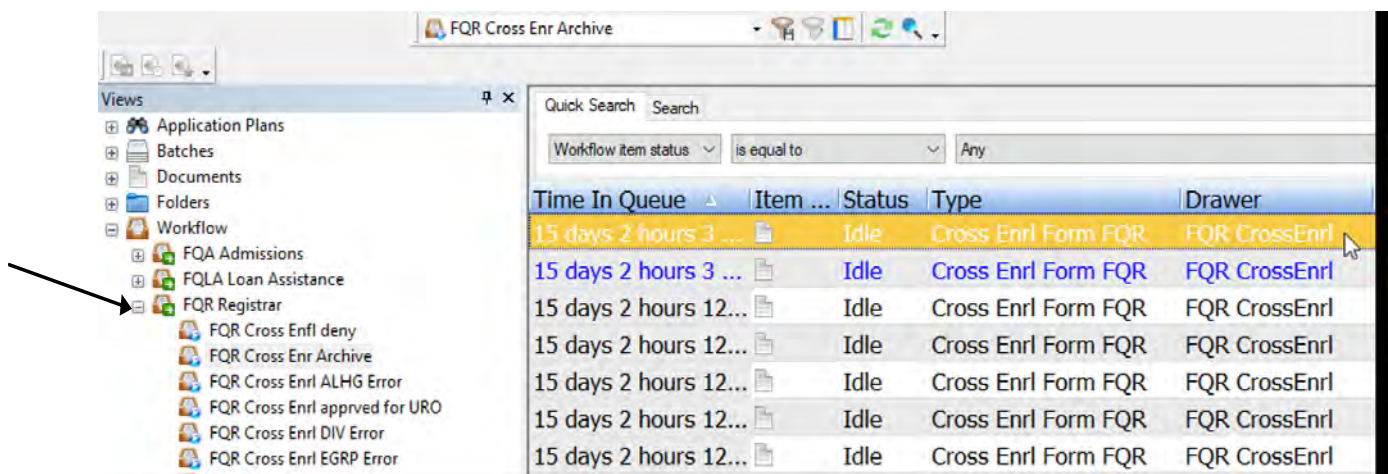 FQR Cross Enr Archive
Views
Application Plans
Batches
Documents
Folders
Workflow
FQA Admissions
FQLA Loan Assistance
FQR Registrar
FQR Cross Enfl deny
FQR Cross Enr Archive
FQR Cross Enrl ALHG Error
FQR Cross Enrl apprved for URO
FQR Cross Enrl DIV Error
FQR Cross Enrl EGRP Error
Quick Search Search
Workflow item status is equal to Any
Time In Queue Item ... Status Type Drawer
15 days 2 hours 3 ... Idle Cross Enrl Form FQR FQR CrossEnrl
15 days 2 hours 3 ... Idle Cross Enrl Form FQR FQR CrossEnrl
15 days 2 hours 12... Idle Cross Enrl Form FQR FQR CrossEnrl
15 days 2 hours 12... Idle Cross Enrl Form FQR FQR CrossEnrl
15 days 2 hours 12... Idle Cross Enrl Form FQR FQR CrossEnrl
15 days 2 hours 12... Idle Cross Enrl Form FQR FQR CrossEnrl
15 days 2 hours 12... Idle Cross Enrl Form FQR FQR CrossEnrl